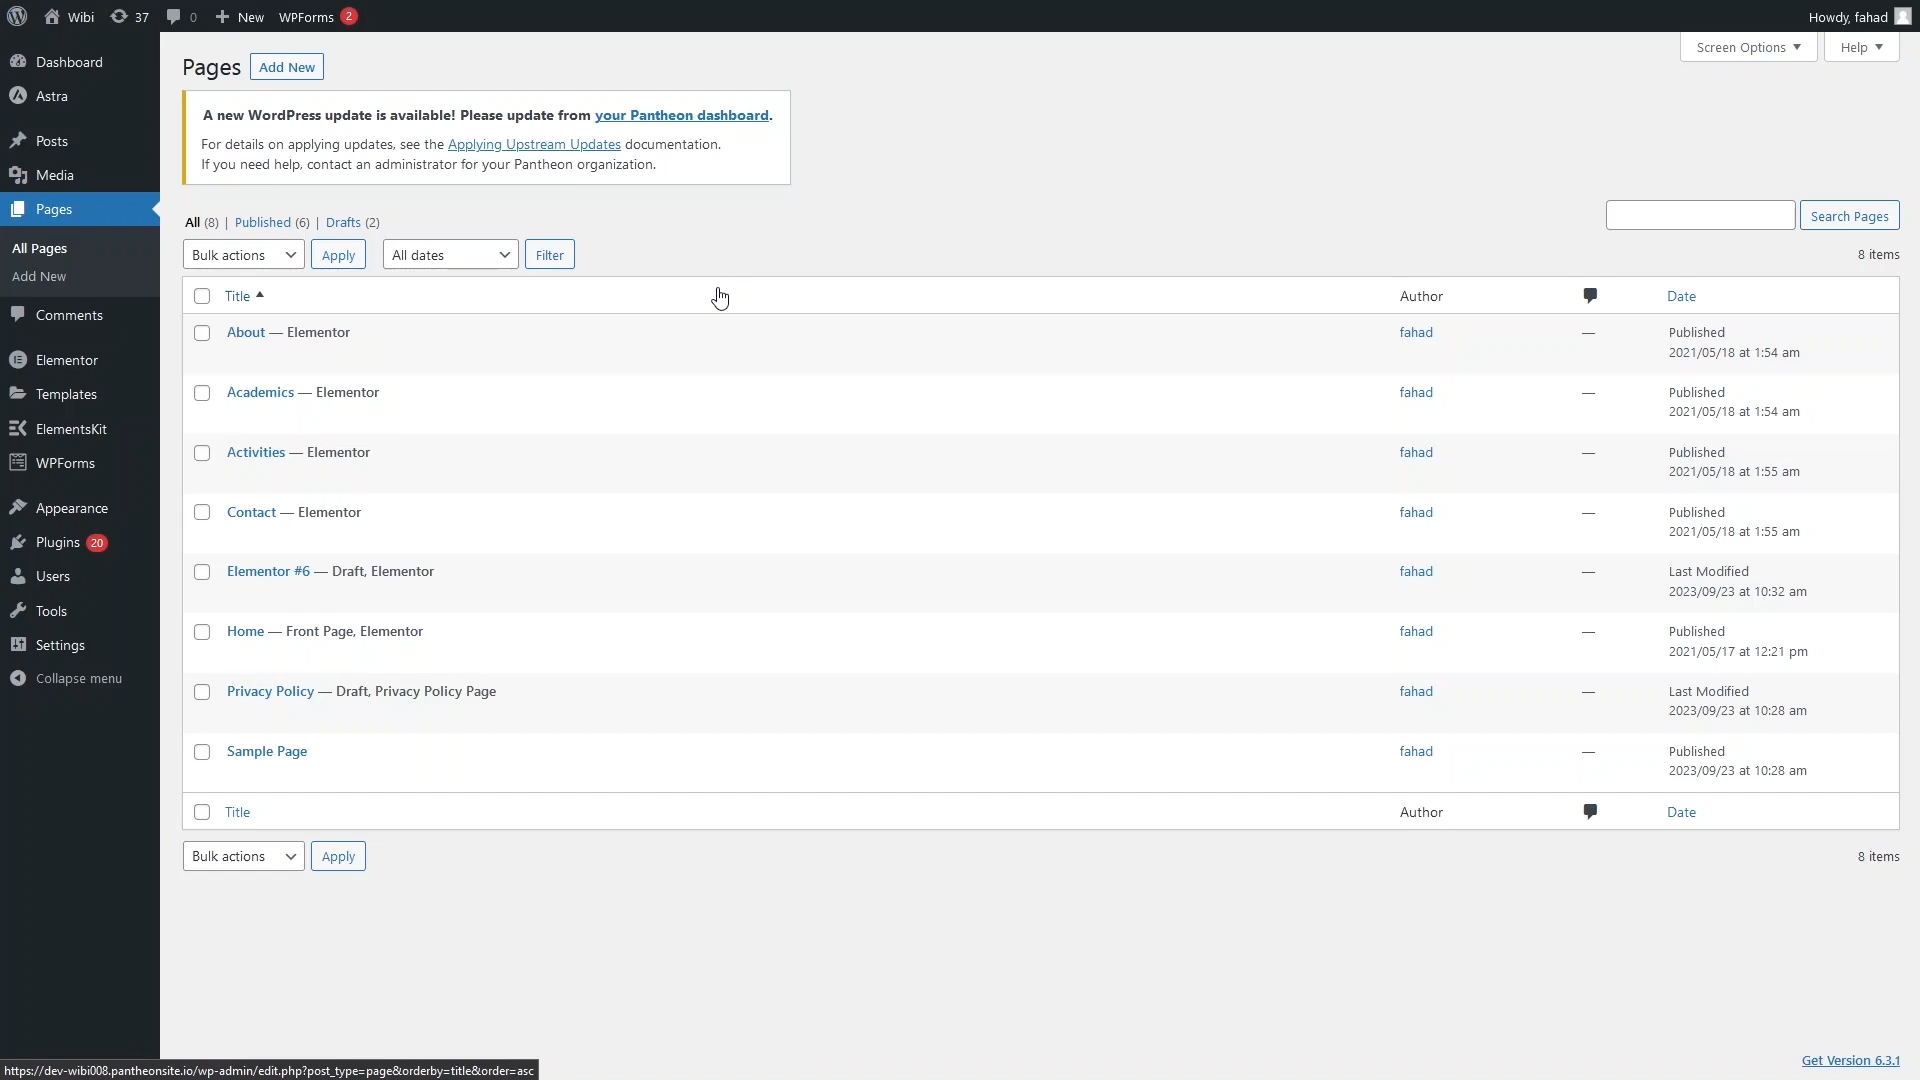 Wibi 37 0 New WPForms 2 Howdy, fahad
Screen Options Help
Dashboard
Astra
Posts
Media
Pages
All Pages
Add New
Comments
Elementor
Templates
ElementsKit
WPForms
Appearance
Plugins 20
Users
Tools
Settings
Collapse menu
Pages Add New
A new WordPress update is available! Please update from your Pantheon dashboard.
For details on applying updates, see the Applying Upstream Updates documentation.
If you need help, contact an administrator for your Pantheon organization.
All (8) | Published (6) | Drafts (2)
Search Pages
Bulk actions Apply All dates Filter 8 items
Title Author Date
About — Elementor fahad — Published
2021/05/18 at 1:54 am
Academics — Elementor fahad — Published
2021/05/18 at 1:54 am
Activities — Elementor fahad — Published
2021/05/18 at 1:55 am
Contact — Elementor fahad — Published
2021/05/18 at 1:55 am
Elementor #6 — Draft, Elementor fahad — Last Modified
2023/09/23 at 10:32 am
Home — Front Page, Elementor fahad — Published
2021/05/17 at 12:21 pm
Privacy Policy — Draft, Privacy Policy Page fahad — Last Modified
2023/09/23 at 10:28 am
Sample Page fahad — Published
2023/09/23 at 10:28 am
Title Author Date
Bulk actions Apply 8 items
Get Version 6.3.1
https://dev-wibi008.pantheonsite.io/wp-admin/edit.php?post_type=page&orderby=title&order=asc